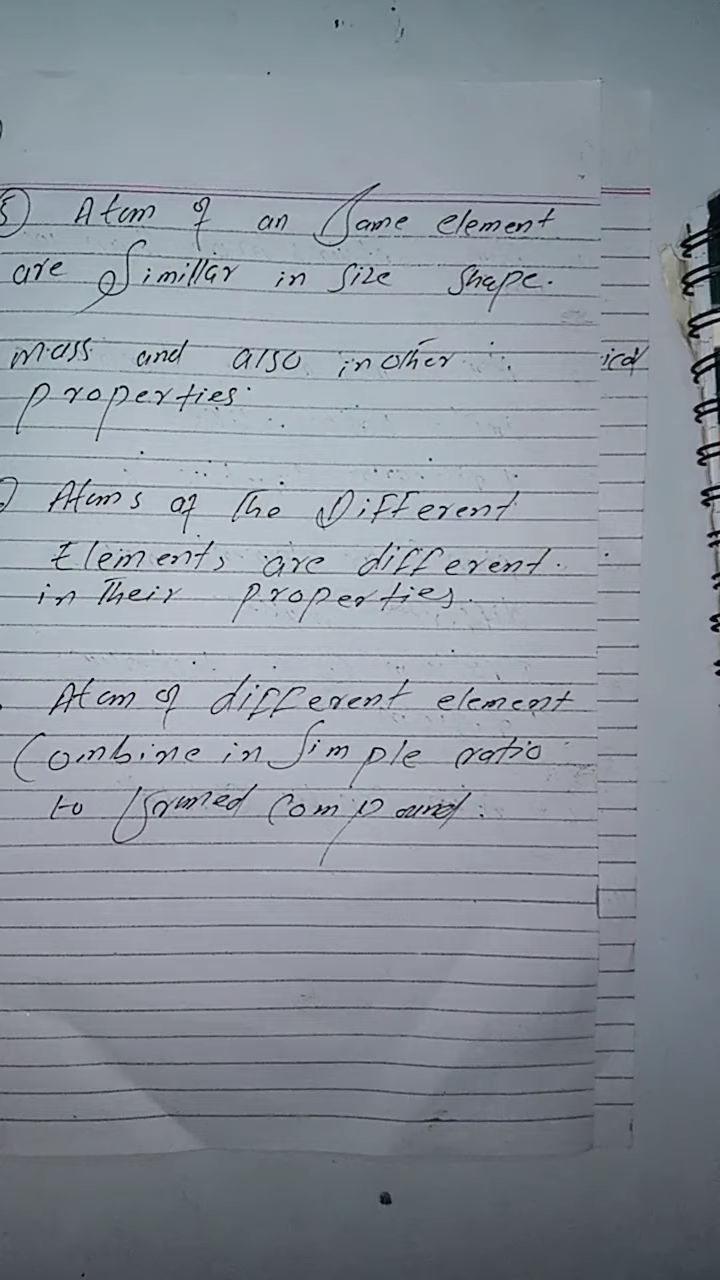 5) Atom of an Same element
are Simillar in Size Shape.
mass and also in other
properties.
Atoms of The Different
Elements are different.
in Their properties.
Atom of different element
Combine in Simple ratio
to formed Compound.